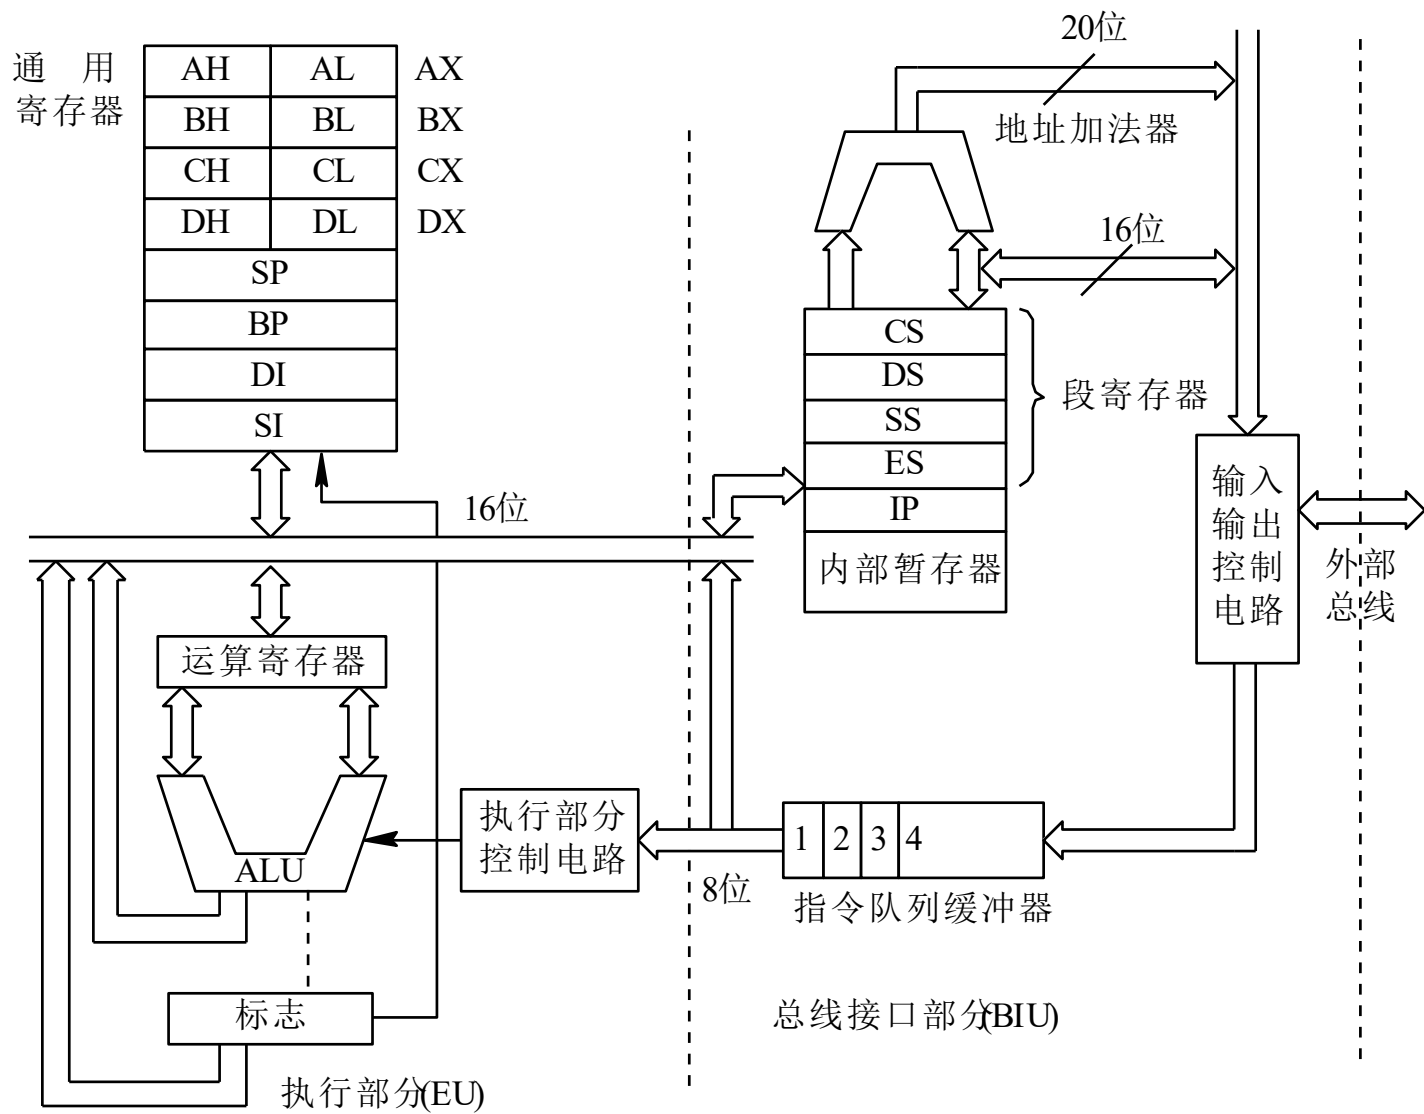 20位
通 用
寄存器
AH AL AX
BH BL BX
CH CL CX
DH DL DX
SP
BP
DI
SI
地址加法器
16位
CS
DS
SS
ES
IP
内部暂存器
段寄存器
输入
输出
控制
电路
外部
总线
16位
运算寄存器
ALU
执行部分
控制电路
8位
1 2 3 4
指令队列缓冲器
标志
总线接口部分(BIU)
执行部分(EU)